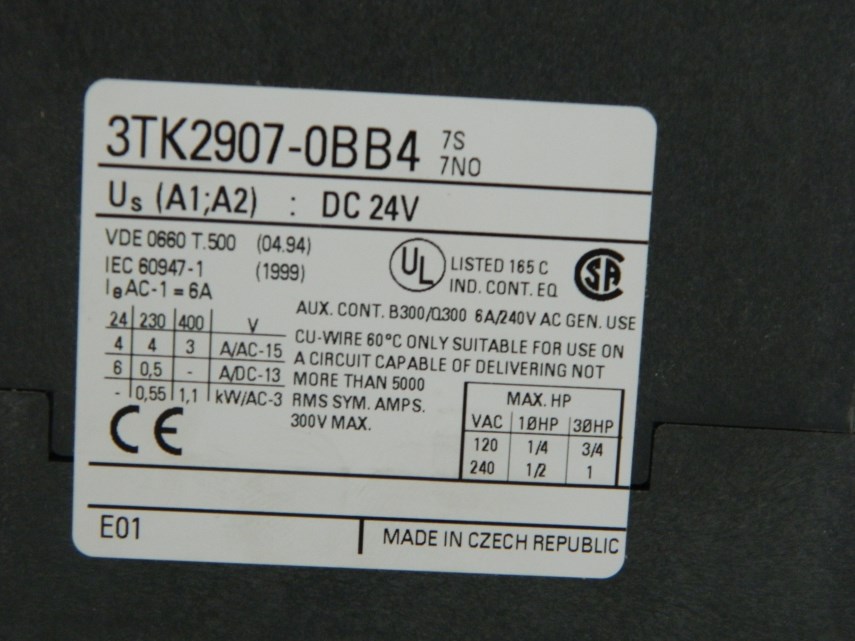 3TK2907-0BB4 7S
7NO
Us (A1;A2) : DC 24V
VDE 0660 T.500 (04.94)
IEC 60947-1 (1999)
Ie AC-1 = 6A
UL LISTED 165 C
IND. CONT. EQ
SA
AUX. CONT. B300/Q300 6A/240V AC GEN. USE
CU-WIRE 60°C ONLY SUITABLE FOR USE ON
A CIRCUIT CAPABLE OF DELIVERING NOT
MORE THAN 5000
RMS SYM. AMPS.
300V MAX.
24 230 400 V
4 4 3 A/AC-15
6 0,5 - A/DC-13
- 0,55 1,1 kW/AC-3
CE
MAX. HP
VAC 1ØHP 3ØHP
120 1/4 3/4
240 1/2 1
E01
MADE IN CZECH REPUBLIC